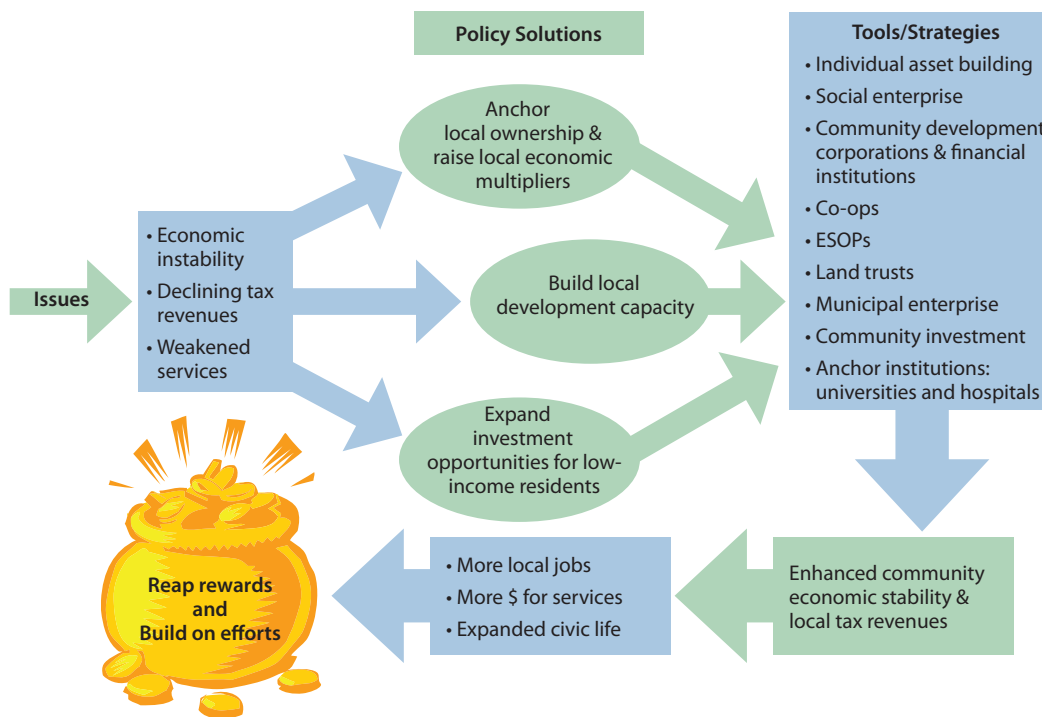 Policy Solutions
Issues
• Economic
instability
• Declining tax
revenues
• Weakened
services
Anchor
local ownership &
raise local economic
multipliers
Build local
development capacity
Expand
investment
opportunities for low-
income residents
Tools/Strategies
• Individual asset building
• Social enterprise
• Community development
corporations & financial
institutions
• Co-ops
• ESOPs
• Land trusts
• Municipal enterprise
• Community investment
• Anchor institutions:
universities and hospitals
Enhanced community
economic stability &
local tax revenues
• More local jobs
• More $ for services
• Expanded civic life
Reap rewards
and
Build on efforts